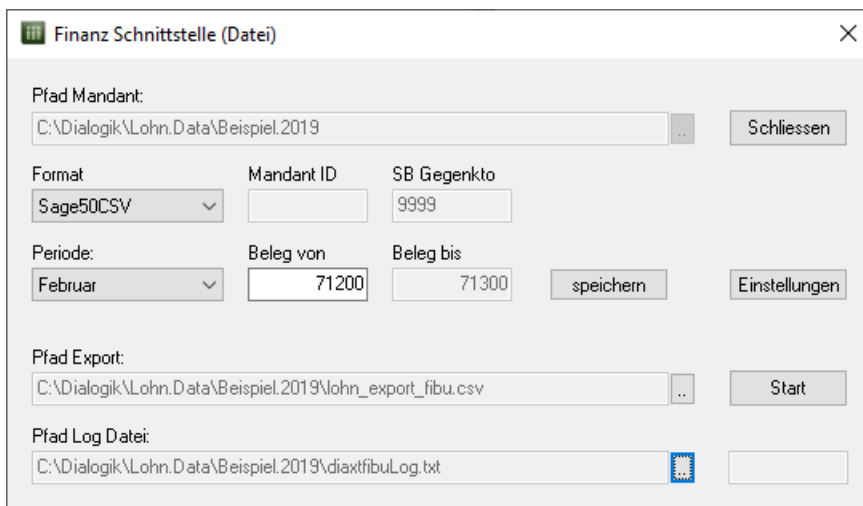 Finanz Schnittstelle (Datei)
Pfad Mandant:
C:\Dialogik\Lohn.Data\Beispiel.2019 .. Schliessen
Format Mandant ID SB Gegenkto
Sage50CSV 9999
Periode: Beleg von Beleg bis
Februar 71200 71300 speichern Einstellungen
Pfad Export:
C:\Dialogik\Lohn.Data\Beispiel.2019\lohn_export_fibu.csv .. Start
Pfad Log Datei:
C:\Dialogik\Lohn.Data\Beispiel.2019\diaxtfibuLog.txt ..